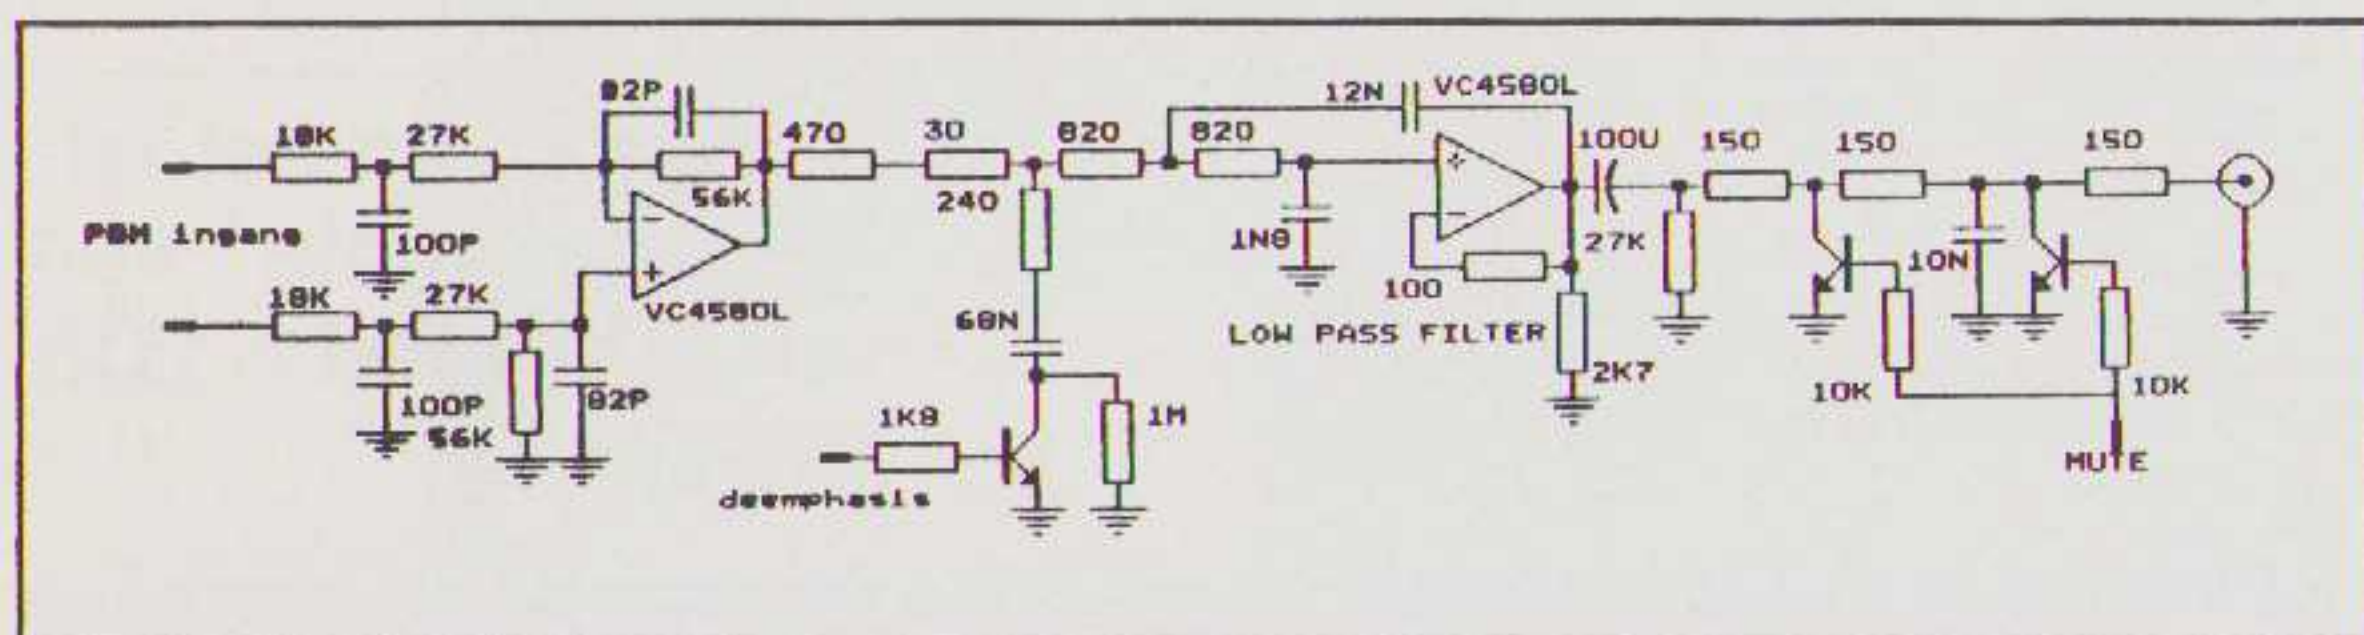 82P
12N VC4580L
18K 27K 470 30 820 820 100U 150 150 150
56K 240
PBM ingang 100P 1N8 27K 10N
18K 27K 100
VC4580L 68N LOW PASS FILTER
2K7
100P 82P 10K 10K
56K 1K8 1M
MUTE
deemphasis